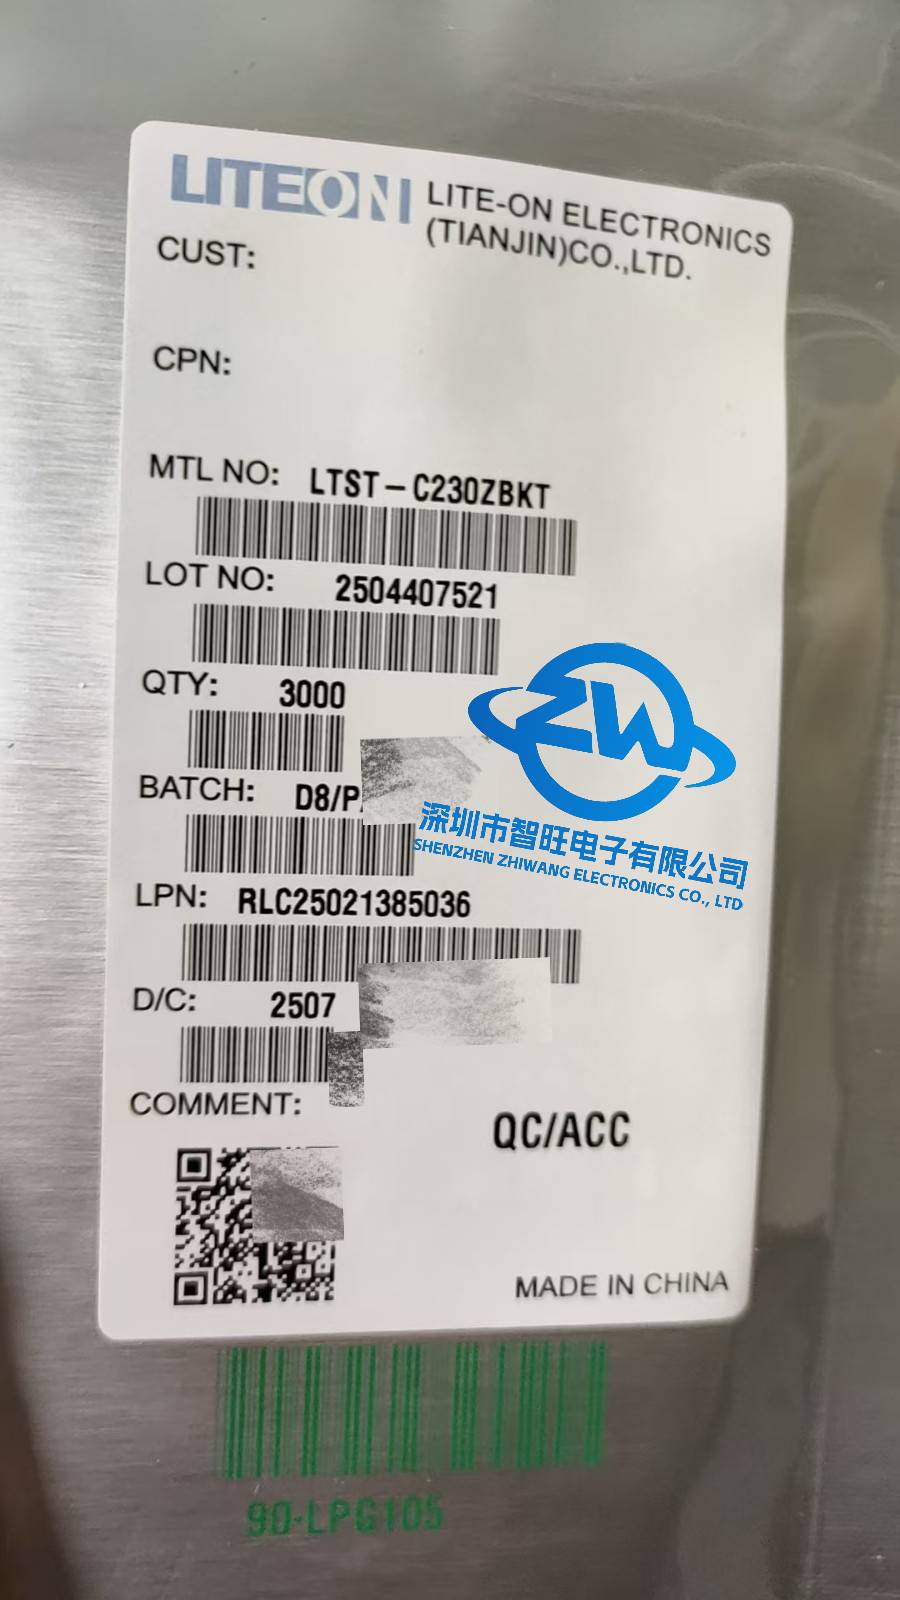 LITEON
LITE-ON ELECTRONICS
(TIANJIN)CO.,LTD.
CUST:
CPN:
MTL NO: LTST-C230ZBKT
LOT NO: 2504407521
QTY: 3000
BATCH: D8/P
LPN: RLC25021385036
D/C: 2507
COMMENT:
QC/ACC
MADE IN CHINA
90-LPG105
ZW
深圳市智旺电子有限公司
SHENZHEN ZHIWANG ELECTRONICS CO., LTD